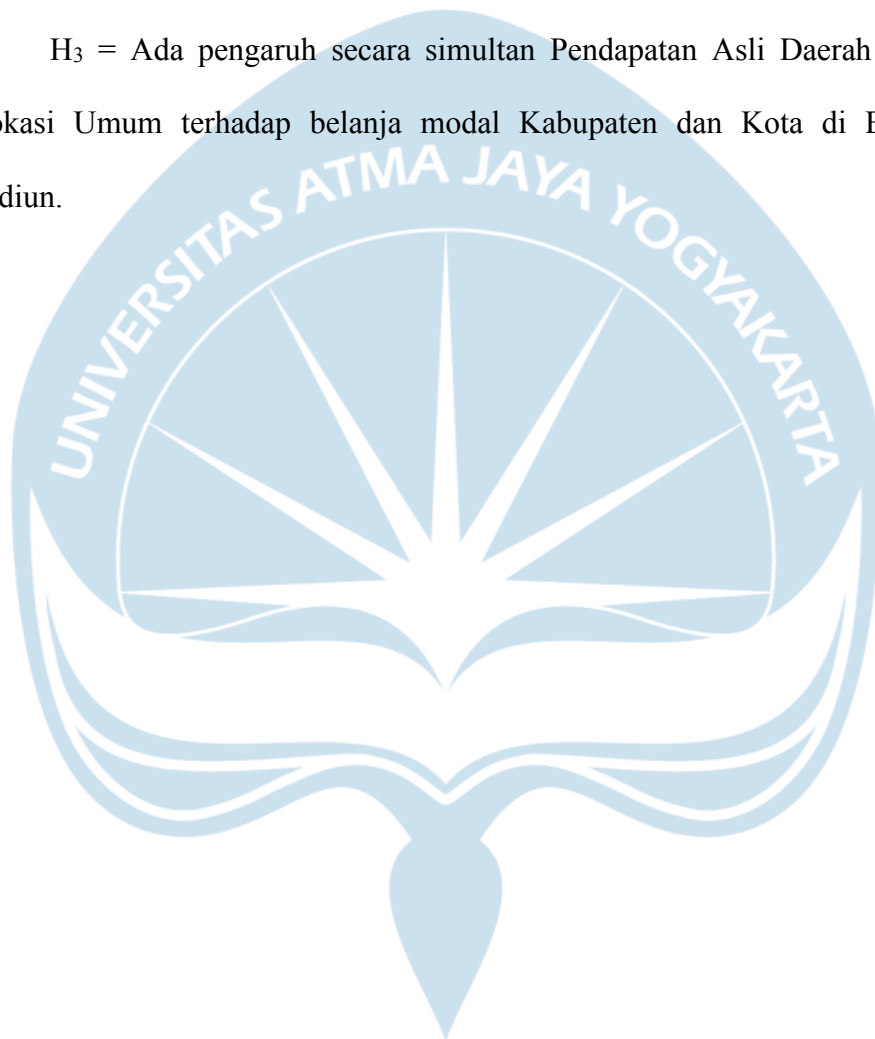 H₃ = Ada pengaruh secara simultan Pendapatan Asli Daerah
Umum terhadap belanja modal Kabupaten dan Kota di
UNIVERSITAS ATMA JAYA YOGYAKARTA